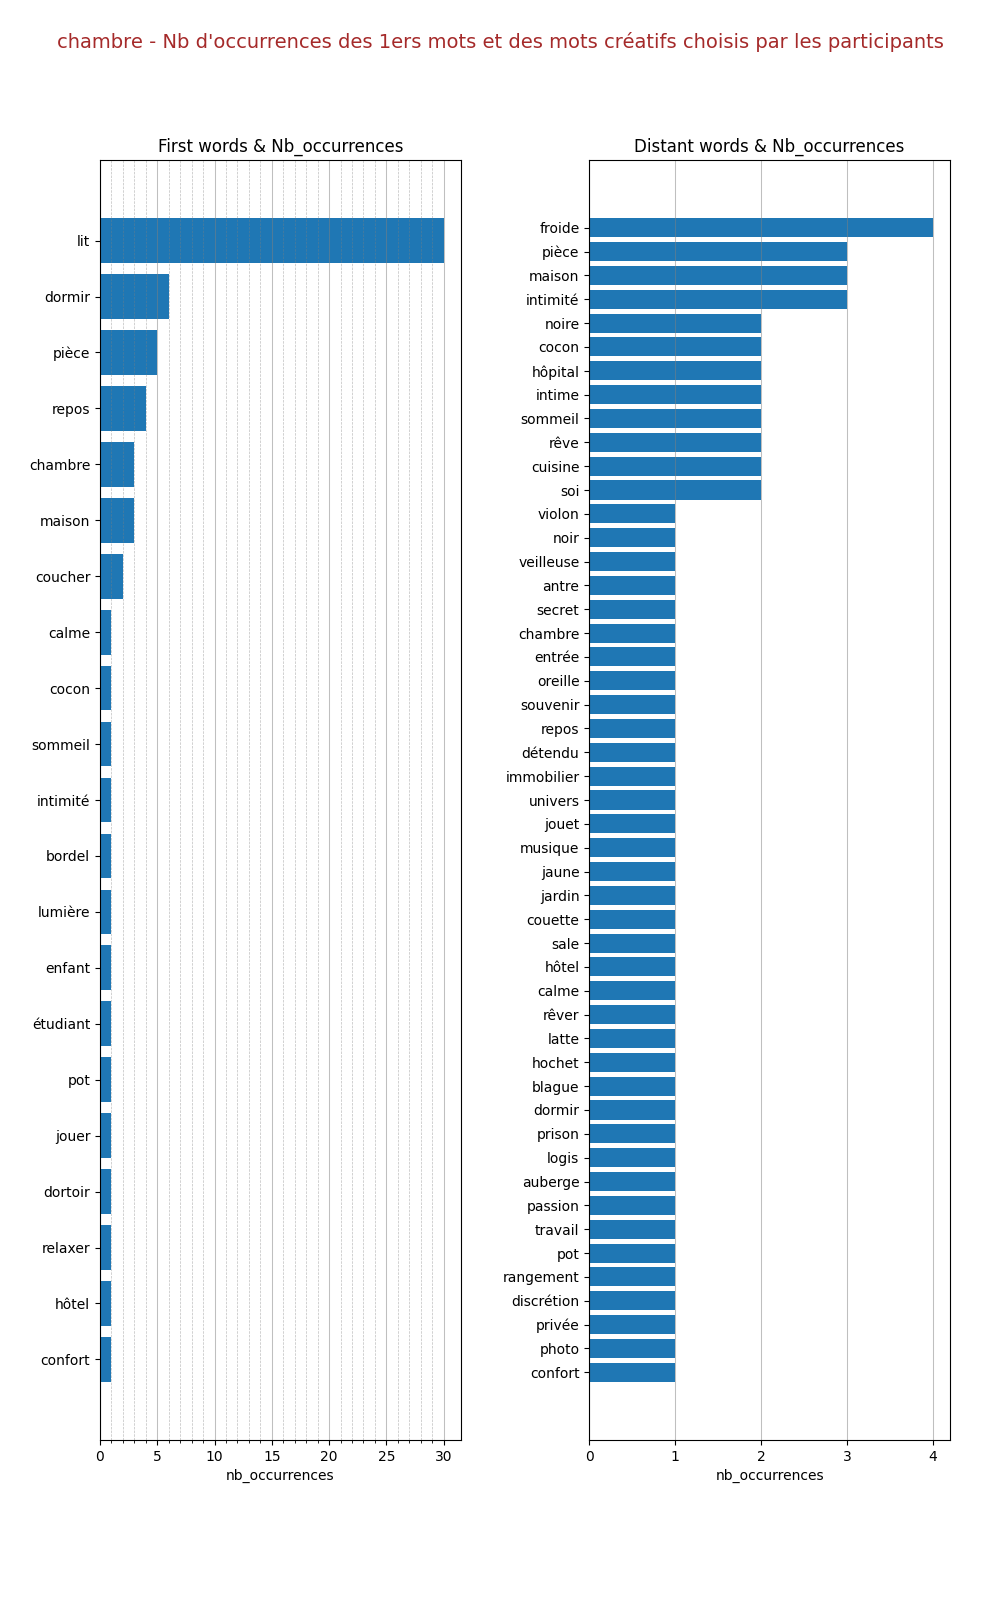 chambre - Nb d'occurrences des 1ers mots et des mots créatifs choisis par les participants
First words & Nb_occurrences
lit
dormir
pièce
repos
chambre
maison
coucher
calme
cocon
sommeil
intimité
bordel
lumière
enfant
étudiant
pot
jouer
dortoir
relaxer
hôtel
confort
0 5 10 15 20 25 30
nb_occurrences
Distant words & Nb_occurrences
froide
pièce
maison
intimité
noire
cocon
hôpital
intime
sommeil
rêve
cuisine
soi
violon
noir
veilleuse
antre
secret
chambre
entrée
oreille
souvenir
repos
détendu
immobilier
univers
jouet
musique
jaune
jardin
couette
sale
hôtel
calme
rêver
latte
hochet
blague
dormir
prison
logis
auberge
passion
travail
pot
rangement
discrétion
privée
photo
confort
0 1 2 3 4
nb_occurrences